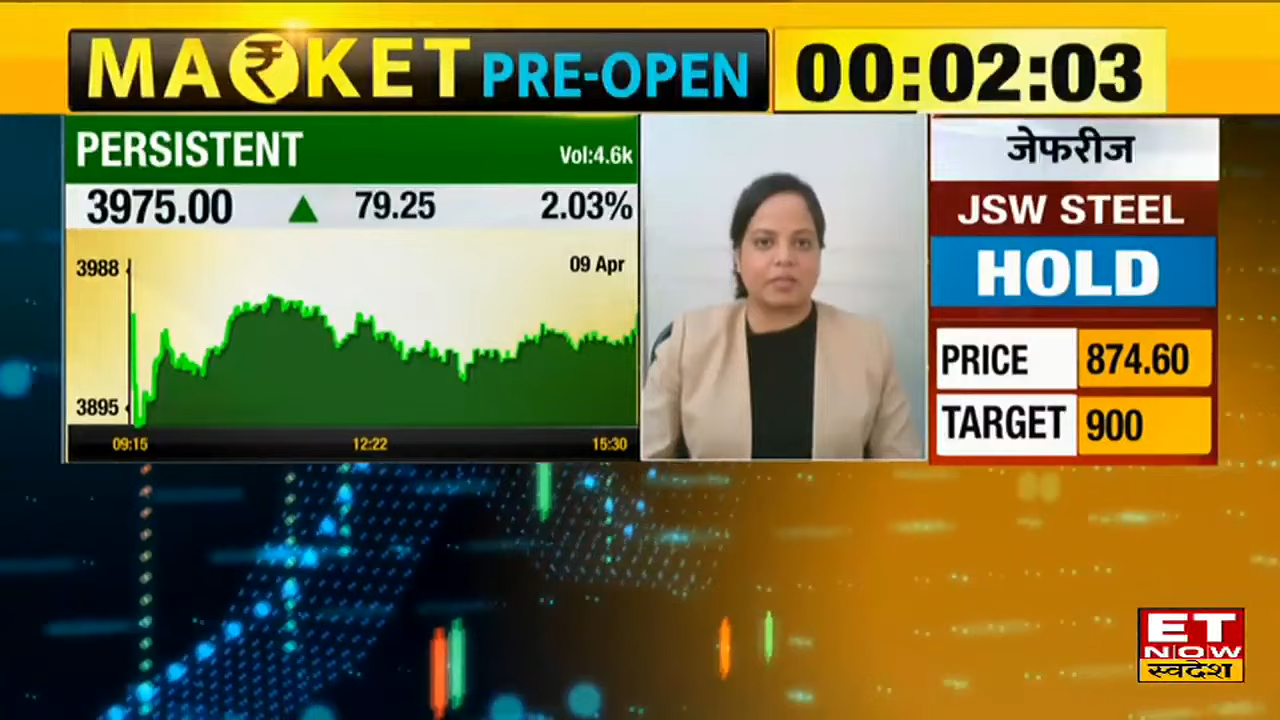 MA₹KET PRE-OPEN
00:02:03
PERSISTENT
Vol:4.6k
3975.00 ▲ 79.25 2.03%
3988
09 Apr
3895
09:15 12:22 15:30
जेफरीज
JSW STEEL
HOLD
PRICE 874.60
TARGET 900
ET
NOW
स्वदेश